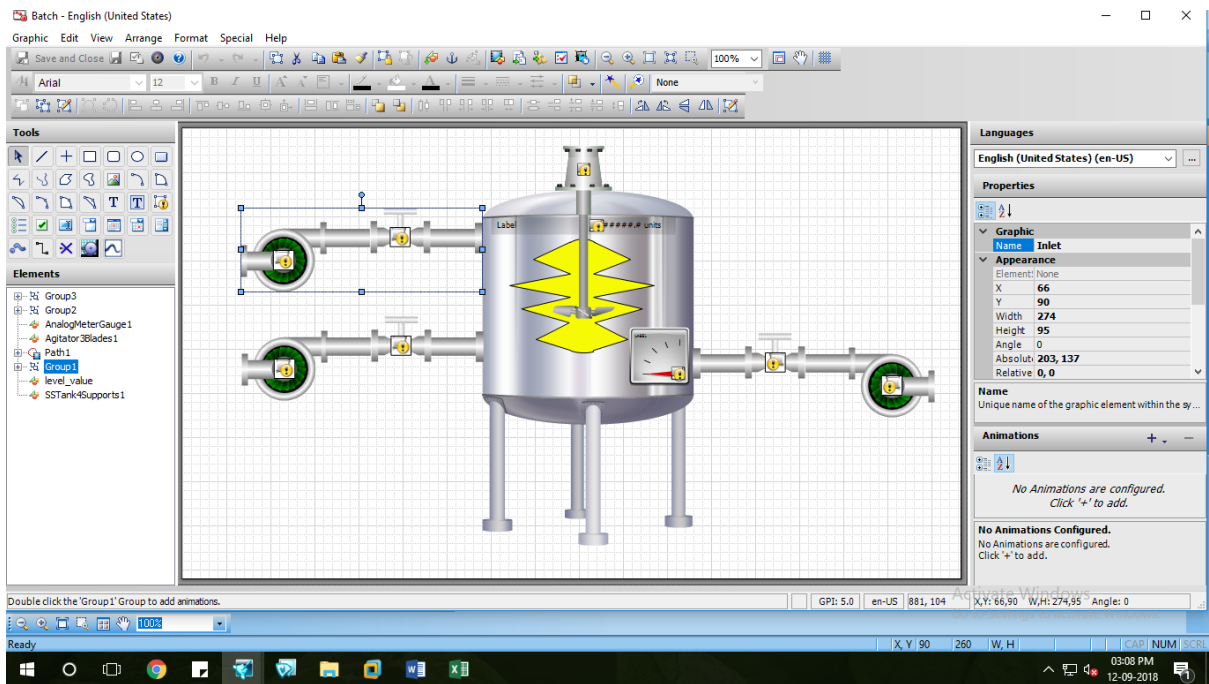 Batch - English (United States)
Graphic Edit View Arrange Format Special Help
Save and Close 100%
Arial 12 B I U None
Tools
T T
Elements
Group3
Group2
AnalogMeterGauge1
Agitator3Blades1
Path1
Group1
level_value
SSTank4Supports1
Label #####.# units
LABEL
Languages
English (United States) (en-US) ...
Properties
Graphic
Name Inlet
Appearance
Element: None
X 66
Y 90
Width 274
Height 95
Angle 0
Absolut 203, 137
Relative 0, 0
Name
Unique name of the graphic element within the sy...
Animations
No Animations are configured.
Click '+' to add.
No Animations Configured.
No Animations are configured.
Click '+' to add.
Double click the 'Group1' Group to add animations. GPI: 5.0 en-US 881, 104 X,Y: 66,90 W,H: 274,95 Angle: 0
Activate Windows
100%
Ready X, Y 90 260 W, H CAP NUM SCRL
03:08 PM
12-09-2018